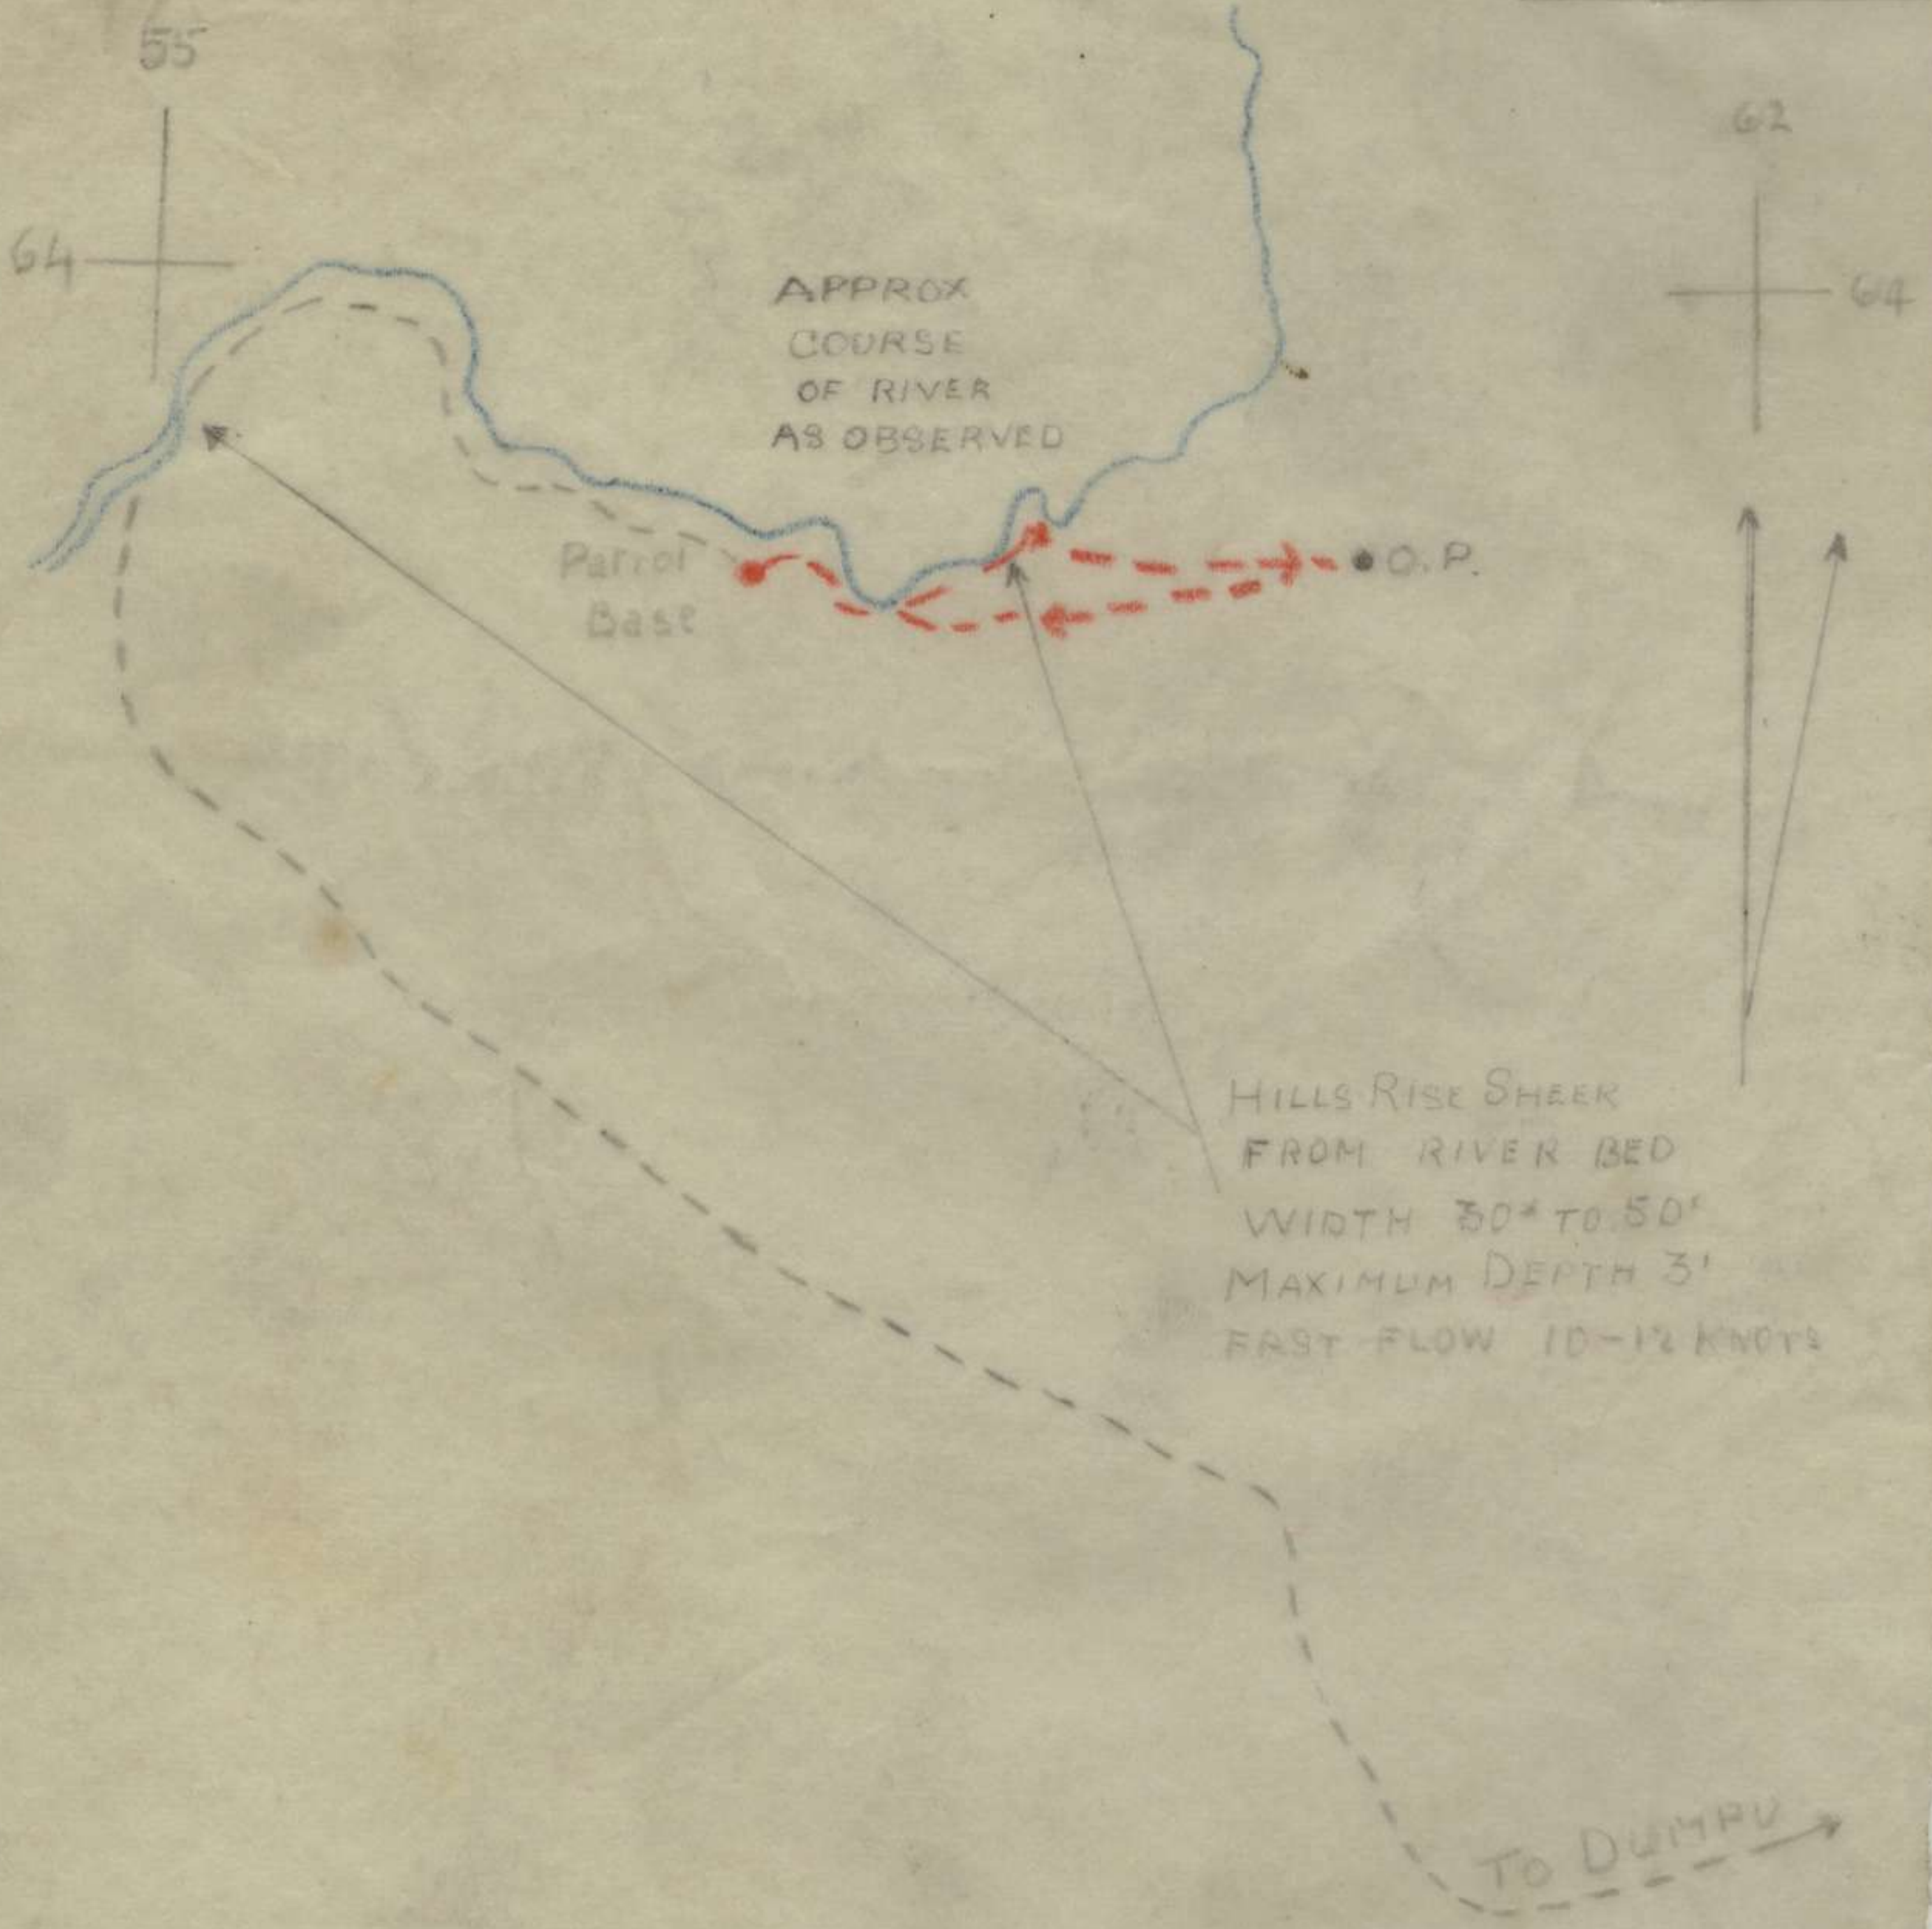 55
62
64
64
APPROX
COURSE
OF RIVER
AS OBSERVED
Patrol
Base
O.P.
HILLS RISE SHEER
FROM RIVER BED
WIDTH 30' TO 50'
MAXIMUM DEPTH 3'
FAST FLOW 10-12 KNOTS
TO DUMPU